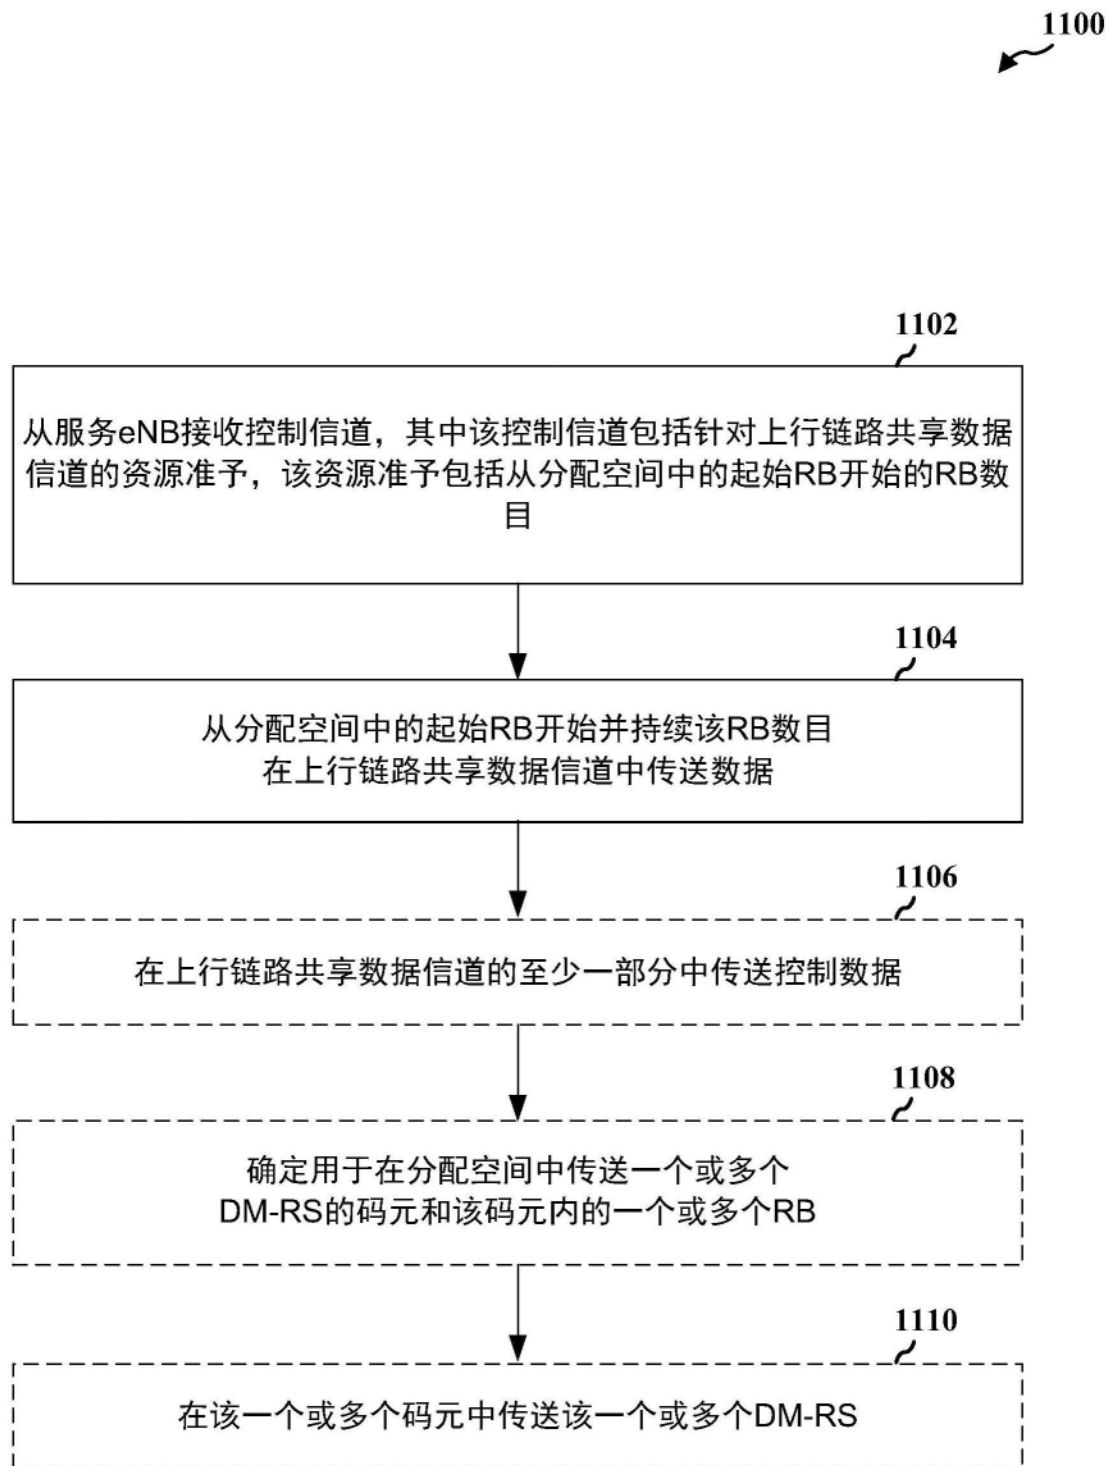 1100
1102
从服务eNB接收控制信道，其中该控制信道包括针对上行链路共享数据
信道的资源准予，该资源准予包括从分配空间中的起始RB开始的RB数
目
1104
从分配空间中的起始RB开始并持续该RB数目
在上行链路共享数据信道中传送数据
1106
在上行链路共享数据信道的至少一部分中传送控制数据
1108
确定用于在分配空间中传送一个或多个
DM-RS的码元和该码元内的一个或多个RB
1110
在该一个或多个码元中传送该一个或多个DM-RS